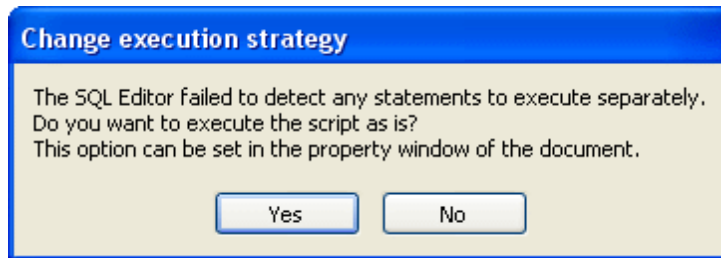 Change execution strategy
The SQL Editor failed to detect any statements to execute separately.
Do you want to execute the script as is?
This option can be set in the property window of the document.
Yes
No